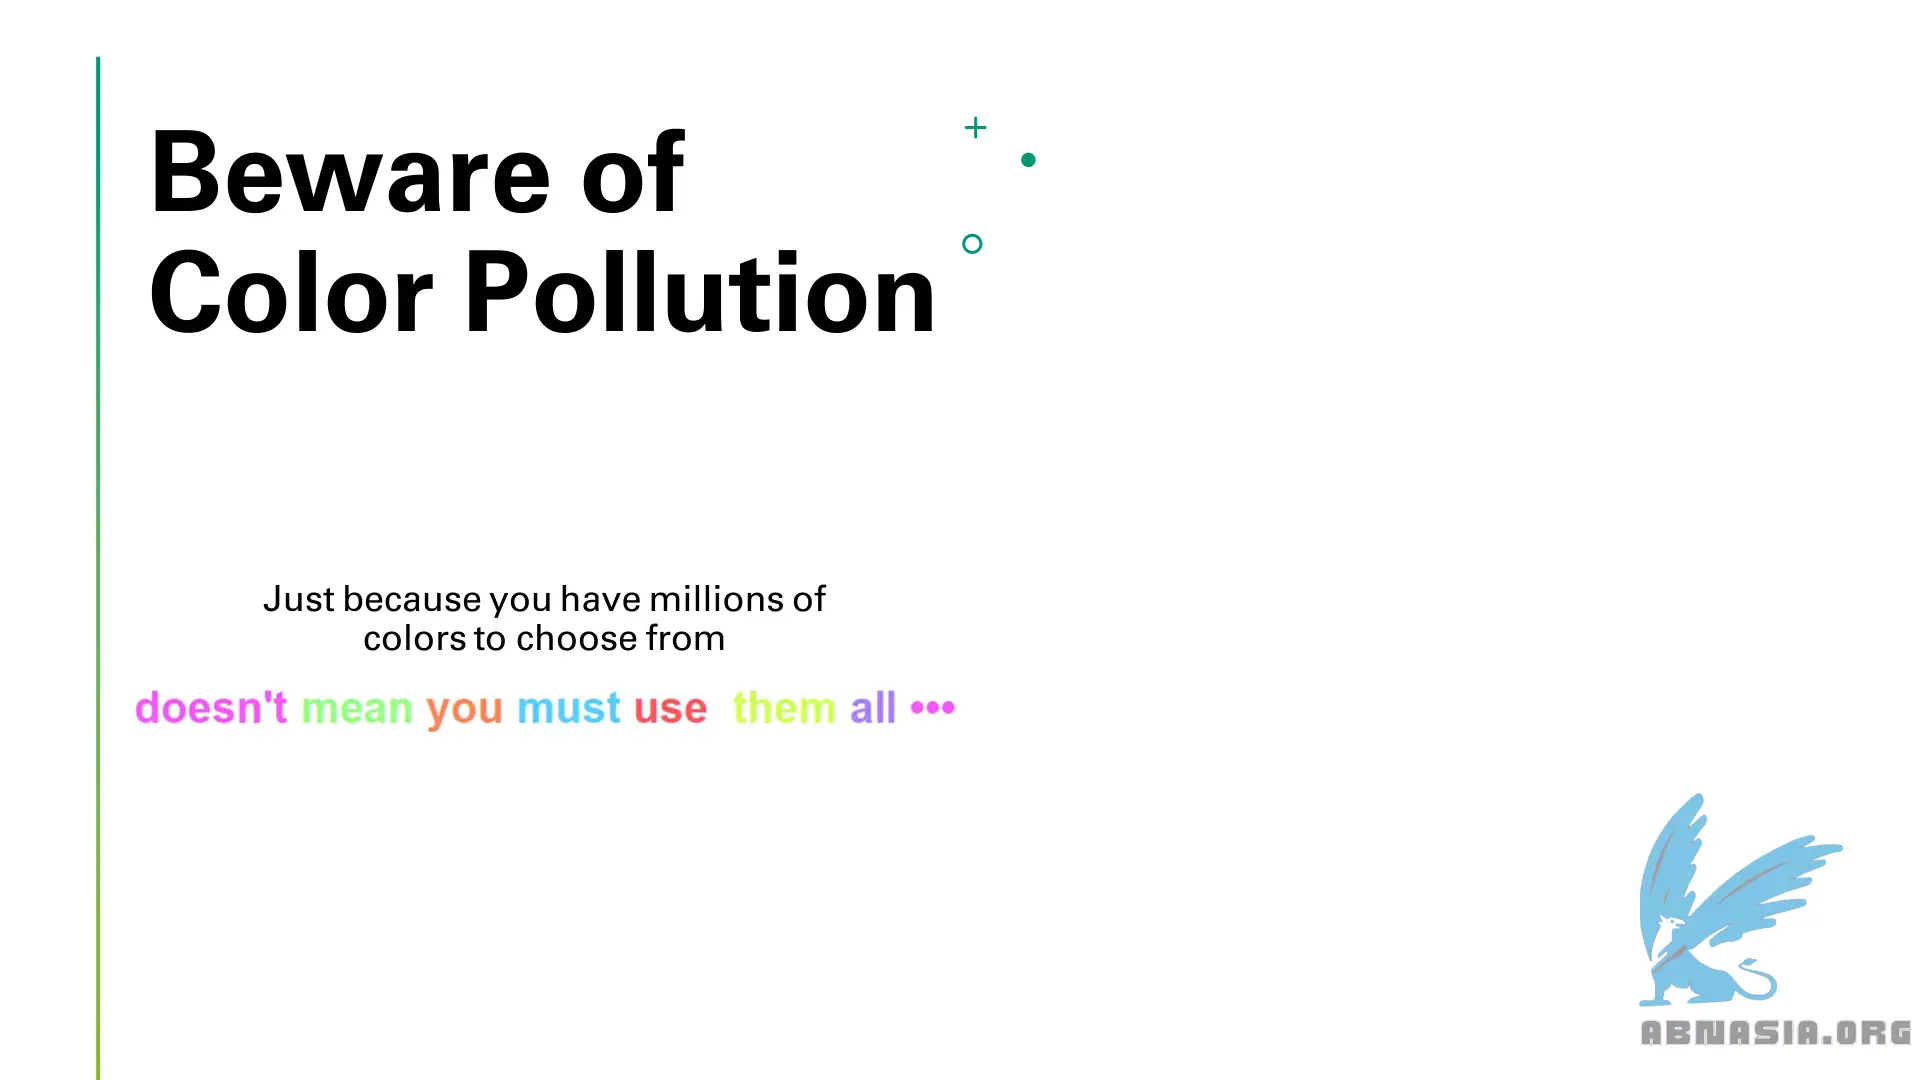 Beware of
Color Pollution
Just because you have millions of
colors to choose from
doesn't mean you must use them all •••
ABNASIA.ORG